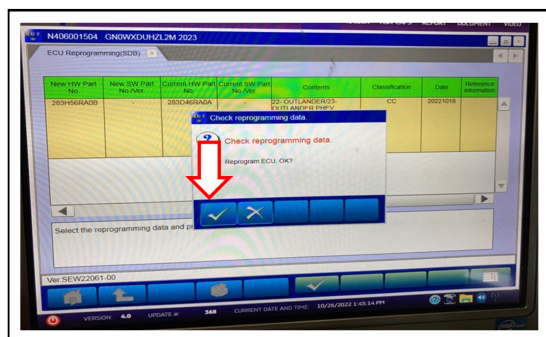 REPORT DOCUMENT VIDEO
N406001504 GN0WXDUHZL2M 2023
ECU Reprogramming(SDB)
New HW Part No. New SW Part No./Ver. Current HW Part No. Current SW Part No./Ver. Contents Classification Date Reference Information
283H56RA0B - 283D46RA0A 22- OUTLANDER/23- OUTLANDER PHEV CC 20221018
Check reprogramming data.
Check reprogramming data.
Reprogram ECU. OK?
Select the reprogramming data and
Ver.SEW22061-00
VERSION: 4.0 UPDATE #: 368 CURRENT DATE AND TIME: 10/26/2022 1:45:14 PM